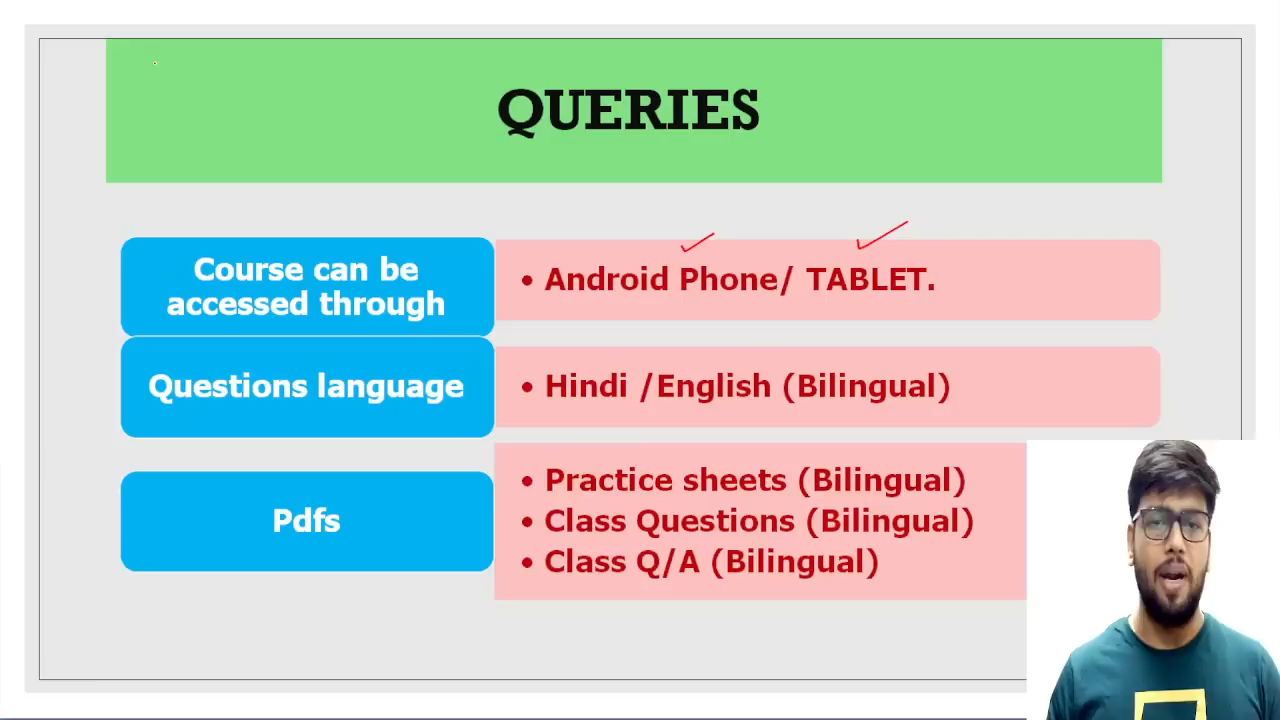 QUERIES
Course can be
accessed through
• Android Phone/ TABLET.
Questions language
• Hindi /English (Bilingual)
Pdfs
• Practice sheets (Bilingual)
• Class Questions (Bilingual)
• Class Q/A (Bilingual)